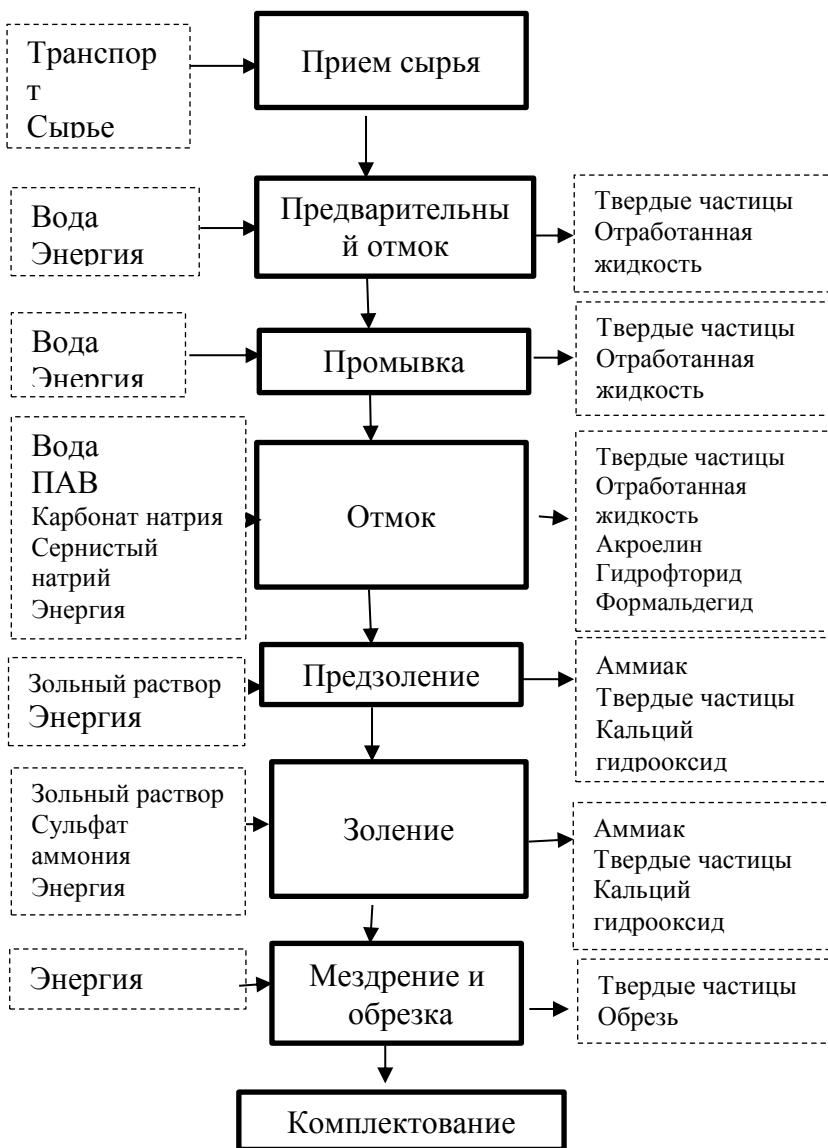 Транспор
т
Сырье
Прием сырья
Вода
Энергия
Предварительны
й отмок
Твердые частицы
Отработанная
жидкость
Вода
Энергия
Промывка
Твердые частицы
Отработанная
жидкость
Вода
ПАВ
Карбонат натрия
Сернистый
натрий
Энергия
Отмок
Твердые частицы
Отработанная
жидкость
Акроелин
Гидрофторид
Формальдегид
Зольный раствор
Энергия
Предзоление
Аммиак
Твердые частицы
Кальций
гидрооксид
Зольный раствор
Сульфат
аммония
Энергия
Золение
Аммиак
Твердые частицы
Кальций
гидрооксид
Энергия
Мездрение и
обрезка
Твердые частицы
Обрезь
Комплектование